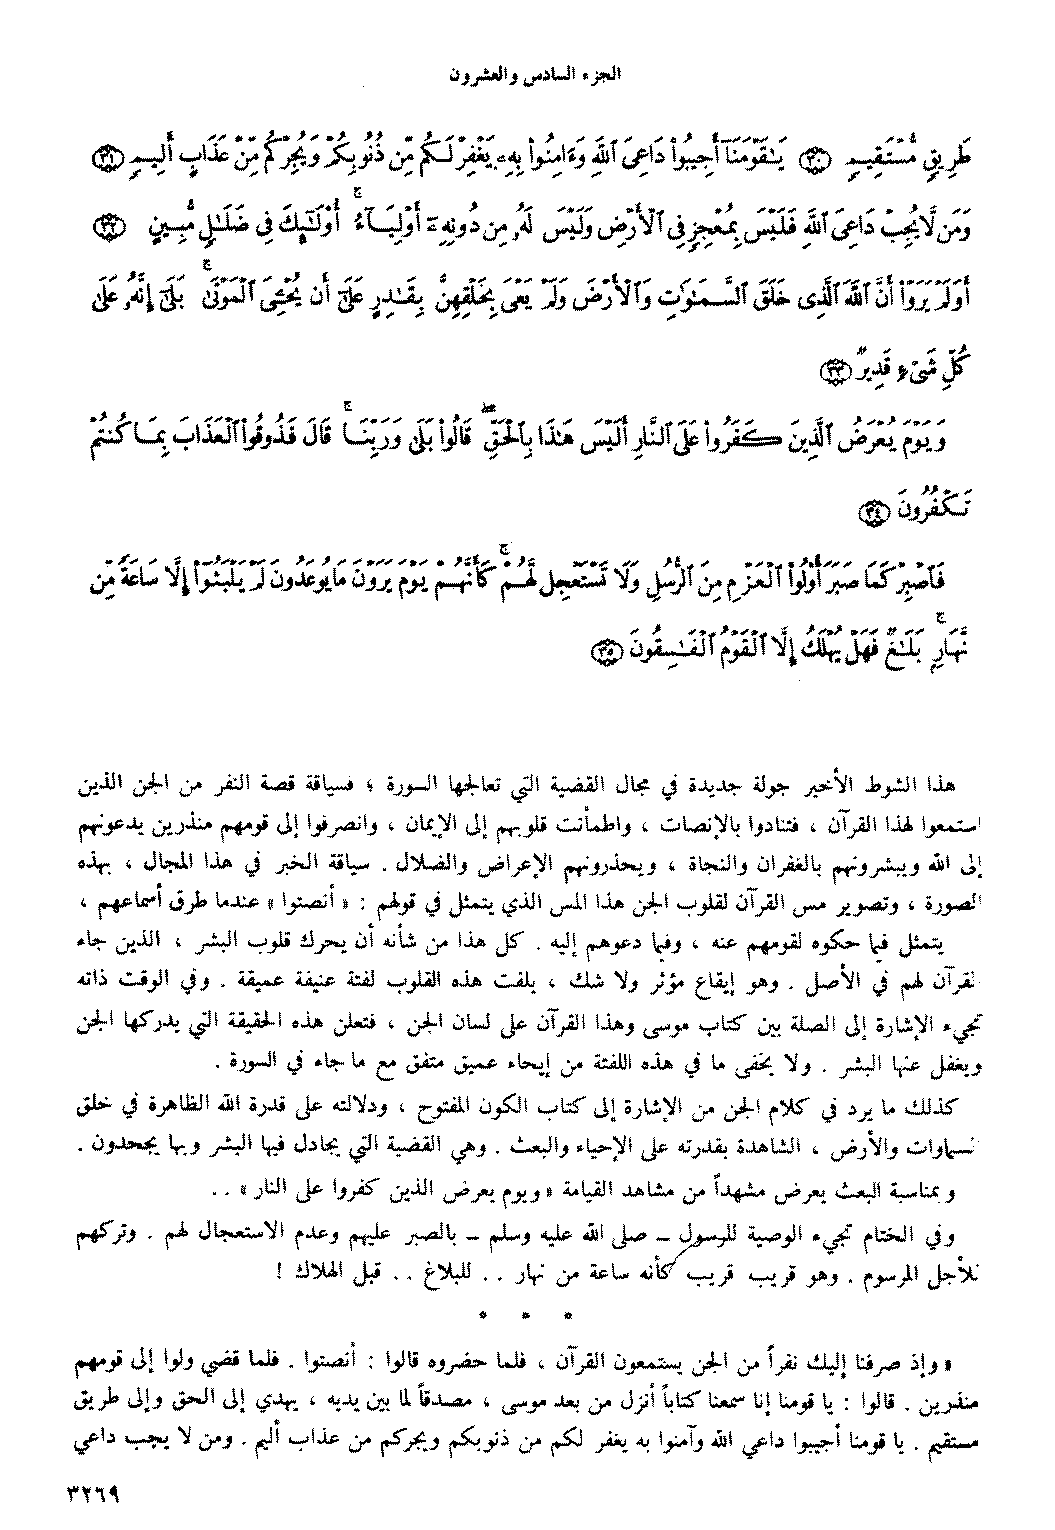 الجزء السادس والعشرون
طَرِيقٍ مُّسْتَقِيمٍ ﴿٣٠﴾ يَـٰقَوْمَنَآ أَجِيبُوا۟ دَاعِىَ ٱللَّهِ وَءَامِنُوا۟ بِهِۦ يَغْفِرْ لَكُم مِّن ذُنُوبِكُمْ وَيُجِرْكُم مِّنْ عَذَابٍ أَلِيمٍ ﴿٣١﴾
وَمَن لَّا يُجِبْ دَاعِىَ ٱللَّهِ فَلَيْسَ بِمُعْجِزٍ فِى ٱلْأَرْضِ وَلَيْسَ لَهُۥ مِن دُونِهِۦٓ أَوْلِيَآءُ ۚ أُو۟لَـٰٓئِكَ فِى ضَلَـٰلٍ مُّبِينٍ ﴿٣٢﴾
أَوَلَمْ يَرَوْا۟ أَنَّ ٱللَّهَ ٱلَّذِى خَلَقَ ٱلسَّمَـٰوَٰتِ وَٱلْأَرْضَ وَلَمْ يَعْىَ بِخَلْقِهِنَّ بِقَـٰدِرٍ عَلَىٰٓ أَن يُحْـِۧىَ ٱلْمَوْتَىٰ ۚ بَلَىٰٓ إِنَّهُۥ عَلَىٰ
كُلِّ شَىْءٍ قَدِيرٌ ﴿٣٣﴾
وَيَوْمَ يُعْرَضُ ٱلَّذِينَ كَفَرُوا۟ عَلَى ٱلنَّارِ أَلَيْسَ هَـٰذَا بِٱلْحَقِّ ۖ قَالُوا۟ بَلَىٰ وَرَبِّنَا ۚ قَالَ فَذُوقُوا۟ ٱلْعَذَابَ بِمَا كُنتُمْ
تَكْفُرُونَ ﴿٣٤﴾
فَٱصْبِرْ كَمَا صَبَرَ أُو۟لُوا۟ ٱلْعَزْمِ مِنَ ٱلرُّسُلِ وَلَا تَسْتَعْجِل لَّهُمْ ۚ كَأَنَّهُمْ يَوْمَ يَرَوْنَ مَا يُوعَدُونَ لَمْ يَلْبَثُوٓا۟ إِلَّا سَاعَةً مِّن
نَّهَارٍ ۚ بَلَـٰغٌ فَهَلْ يُهْلَكُ إِلَّا ٱلْقَوْمُ ٱلْفَـٰسِقُونَ ﴿٣٥﴾
هذا الشوط الأخير جولة جديدة في مجال القضية التي تعالجها السورة ؛ فسياقة قصة النفر من الجن الذين
استمعوا لهذا القرآن ، فتنادوا بالإنصات ، واطمأنت قلوبهم إلى الإيمان ، وانصرفوا إلى قومهم منذرين يدعونهم
إلى الله ويبشرونهم بالغفران والنجاة ، ويحذرونهم الإعراض والضلال . سياقة الخبر في هذا المجال ، بهذه
الصورة ، وتصوير مس القرآن لقلوب الجن هذا المس الذي يتمثل في قولهم : « أنصتوا » عندما طرق أسماعهم ،
يتمثل فيما حكوه لقومهم عنه ، وفيما دعوهم إليه . كل هذا من شأنه أن يحرك قلوب البشر ، الذين جاء
لقرآن لهم في الأصل . وهو إيقاع مؤثر ولا شك ، يلفت هذه القلوب لفتة عنيفة عميقة . وفي الوقت ذاته
تجيء الإشارة إلى الصلة بين كتاب موسى وهذا القرآن على لسان الجن ، فتعلن هذه الحقيقة التي يدركها الجن
ويغفل عنها البشر . ولا يخفى ما في هذه اللفتة من إيحاء عميق متفق مع ما جاء في السورة .
كذلك ما يرد في كلام الجن من الإشارة إلى كتاب الكون المفتوح ، ودلالته على قدرة الله الظاهرة في خلق
لسماوات والأرض ، الشاهدة بقدرته على الإحياء والبعث . وهي القضية التي يجادل فيها البشر وبها يجحدون .
وبمناسبة البعث يعرض مشهداً من مشاهد القيامة « ويوم يعرض الذين كفروا على النار » . .
وفي الختام تجيء الوصية للرسول – صلى الله عليه وسلم – بالصبر عليهم وعدم الاستعجال لهم . وتركهم
للأجل المرسوم . وهو قريب قريب كأنه ساعة من نهار . . للبلاغ . . قبل الهلاك !
* * *
« وإذ صرفنا إليك نفراً من الجن يستمعون القرآن ، فلما حضروه قالوا : أنصتوا . فلما قضي ولوا إلى قومهم
منذرين . قالوا : يا قومنا إنا سمعنا كتاباً أنزل من بعد موسى ، مصدقاً لما بين يديه ، يهدي إلى الحق وإلى طريق
مستقيم . يا قومنا أجيبوا داعي الله وآمنوا به يغفر لكم من ذنوبكم ويجركم من عذاب أليم . ومن لا يجب داعي
٣٢٦٩